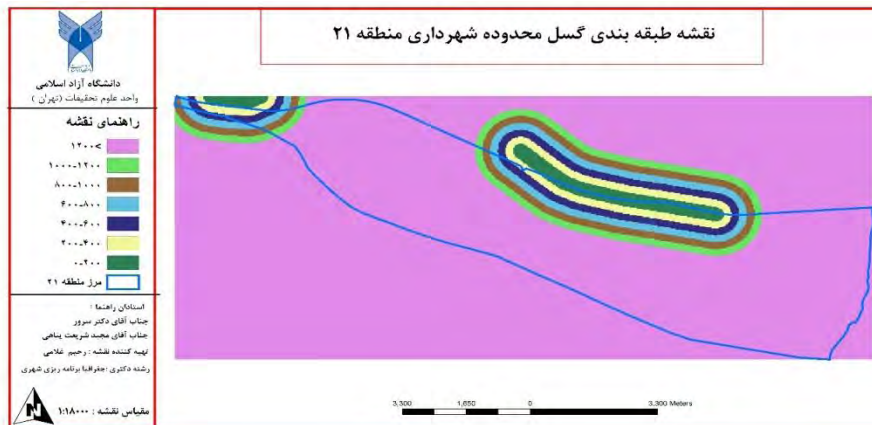 نقشه طبقه بندی گسل محدوده شهرداری منطقه ۲۱
دانشگاه آزاد اسلامی
واحد علوم تحقیقات (تهران )
راهنمای نقشه
۱۲۰۰<
۱۰۰۰-۱۲۰۰
۸۰۰-۱۰۰۰
۶۰۰-۸۰۰
۴۰۰-۶۰۰
۲۰۰-۴۰۰
۰-۲۰۰
مرز منطقه ۲۱
استادان راهنما :
جناب آقای دکتر سرور
جناب آقای مجید شریعت پناهی
تهیه کننده نقشه : رحیم غلامی
رشته دکتری :جغرافیا برنامه ریزی شهری
N
مقیاس نقشه : ۱:۱۸۰۰۰
3,300 1,650 0 3,300 Meters